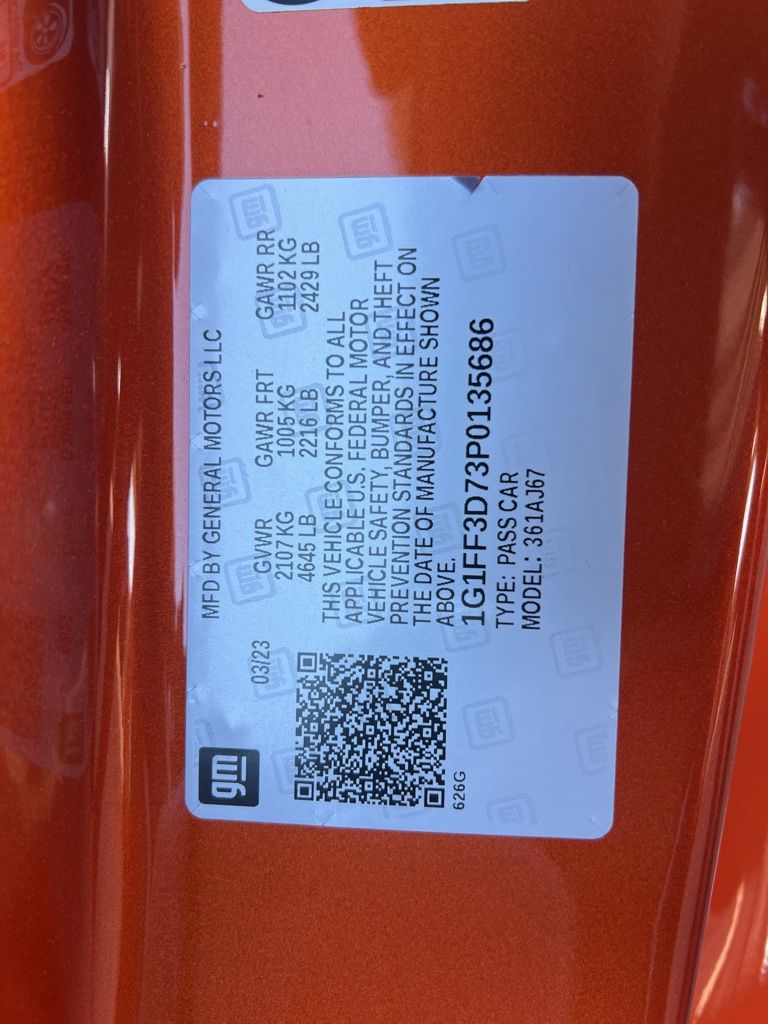 gm
MFD BY GENERAL MOTORS LLC
03/23
GVWR GAWR FRT GAWR RR
2107 KG 1005 KG 1102 KG
4645 LB 2216 LB 2429 LB
THIS VEHICLE CONFORMS TO ALL
APPLICABLE U.S. FEDERAL MOTOR
VEHICLE SAFETY, BUMPER, AND THEFT
PREVENTION STANDARDS IN EFFECT ON
THE DATE OF MANUFACTURE SHOWN
ABOVE.
1G1FF3D73P0135686
TYPE: PASS CAR
MODEL: 361AJ67
626G